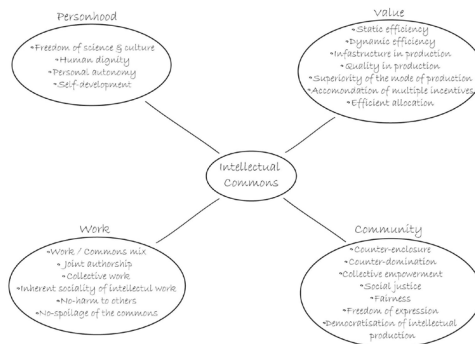 Personhood
•Freedom of science & culture
•Human dignity
•Personal autonomy
•Self-development
Value
•Static efficiency
•Dynamic efficiency
•Infastructure in production
•Quality in production
•Superiority of the mode of production
•Accomondation of multiple incentives
•Efficient allocation
Intellectual
Commons
Work
•Work / Commons mix
•Joint authorship
•Collective work
•Inherent sociality of intellectul work
•No-harm to others
•No-spoilage of the commons
Community
•Counter-enclosure
•Counter-domination
•Collective empowerment
•Social justice
•Fairness
•Freedom of expression
•Democratisation of intellectual
production